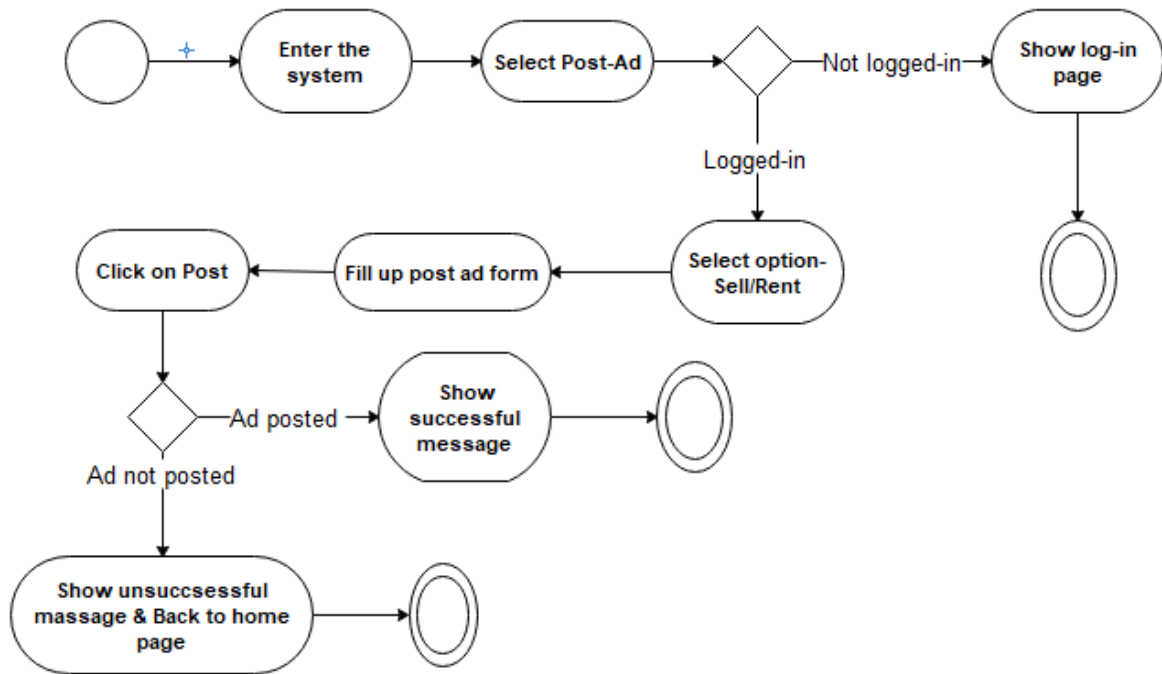 Enter the
system
Select Post-Ad
Not logged-in
Show log-in
page
Logged-in
Select option-
Sell/Rent
Fill up post ad form
Click on Post
Ad posted
Show
successful
message
Ad not posted
Show unsuccsessful
massage & Back to home
page